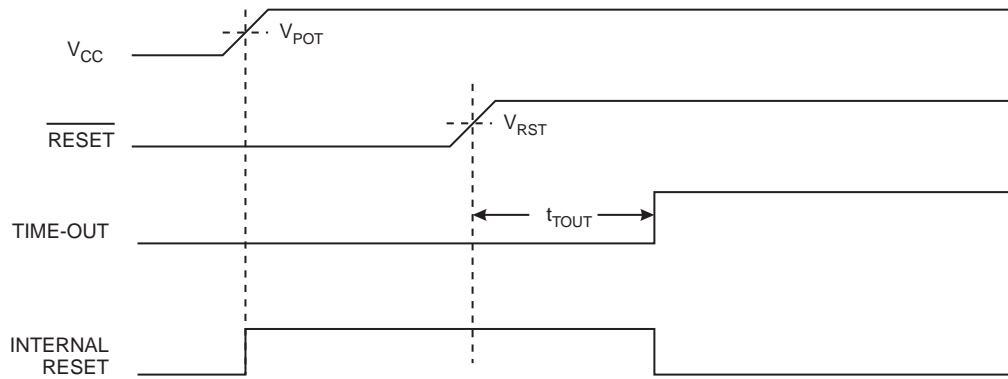 V_CC
V_POT
RESET
V_RST
TIME-OUT
t_TOUT
INTERNAL
RESET